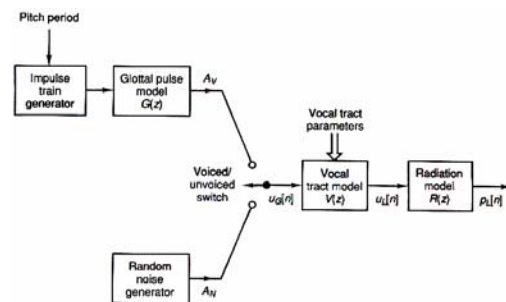 Pitch period
Impulse
train
generator
Glottal pulse
model
G(z)
A_V
Vocal tract
parameters
Voiced/
unvoiced
switch
u_G[n]
Vocal
tract model
V(z)
u_L[n]
Radiation
model
R(z)
p_L[n]
Random
noise
generator
A_N